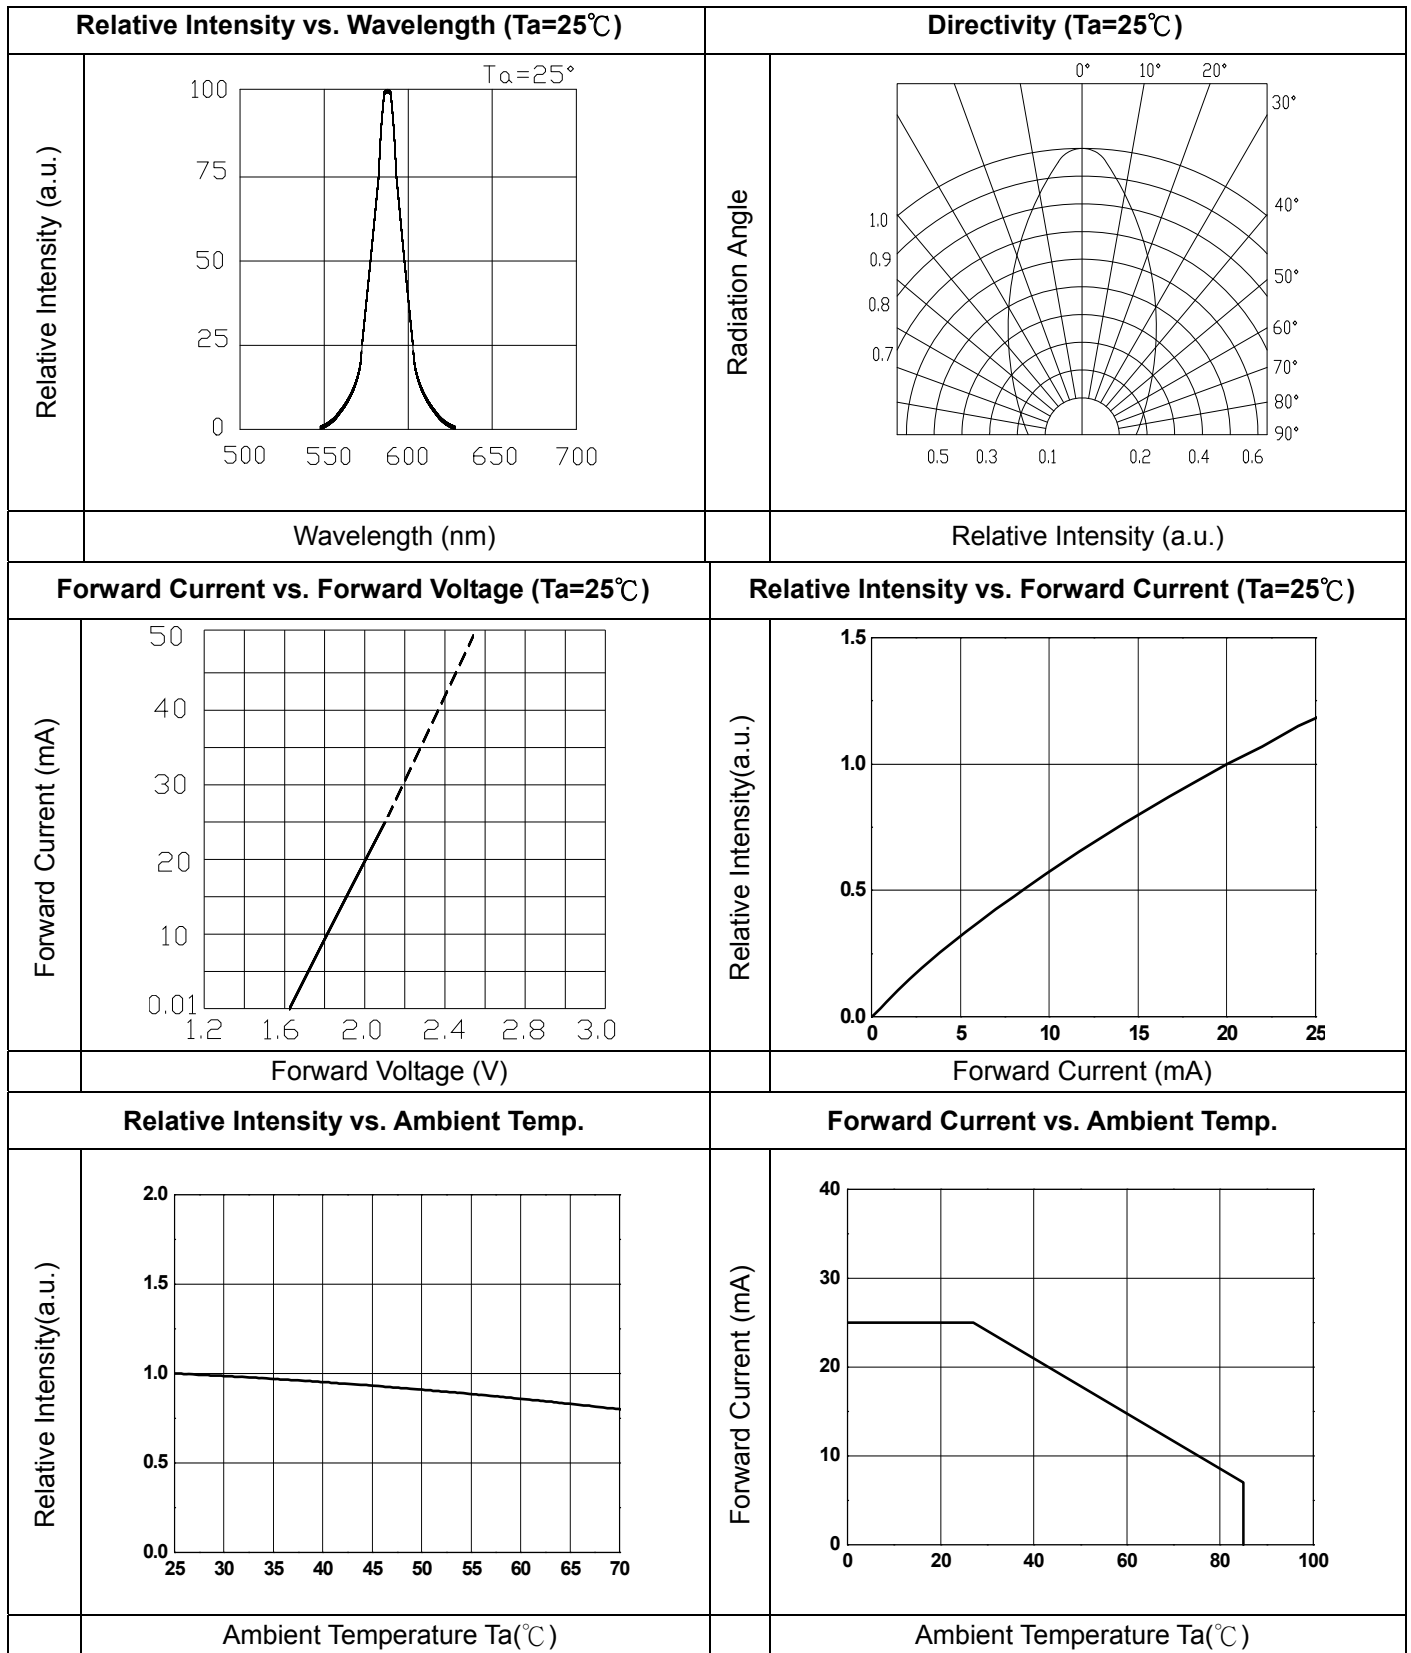 Relative Intensity vs. Wavelength (Ta=25℃)
Directivity (Ta=25℃)
Relative Intensity (a.u.)
Ta=25°
100
75
50
25
0
500 550 600 650 700
Wavelength (nm)
Radiation Angle
0° 10° 20°
30°
40°
50°
60°
70°
80°
90°
1.0
0.9
0.8
0.7
0.5 0.3 0.1 0.2 0.4 0.6
Relative Intensity (a.u.)
Forward Current vs. Forward Voltage (Ta=25℃)
Relative Intensity vs. Forward Current (Ta=25℃)
Forward Current (mA)
50
40
30
20
10
0.01
1.2 1.6 2.0 2.4 2.8 3.0
Forward Voltage (V)
Relative Intensity(a.u.)
1.5
1.0
0.5
0.0
0 5 10 15 20 25
Forward Current (mA)
Relative Intensity vs. Ambient Temp.
Forward Current vs. Ambient Temp.
Relative Intensity(a.u.)
2.0
1.5
1.0
0.5
0.0
25 30 35 40 45 50 55 60 65 70
Ambient Temperature Ta(℃)
Forward Current (mA)
40
30
20
10
0
0 20 40 60 80 100
Ambient Temperature Ta(℃)